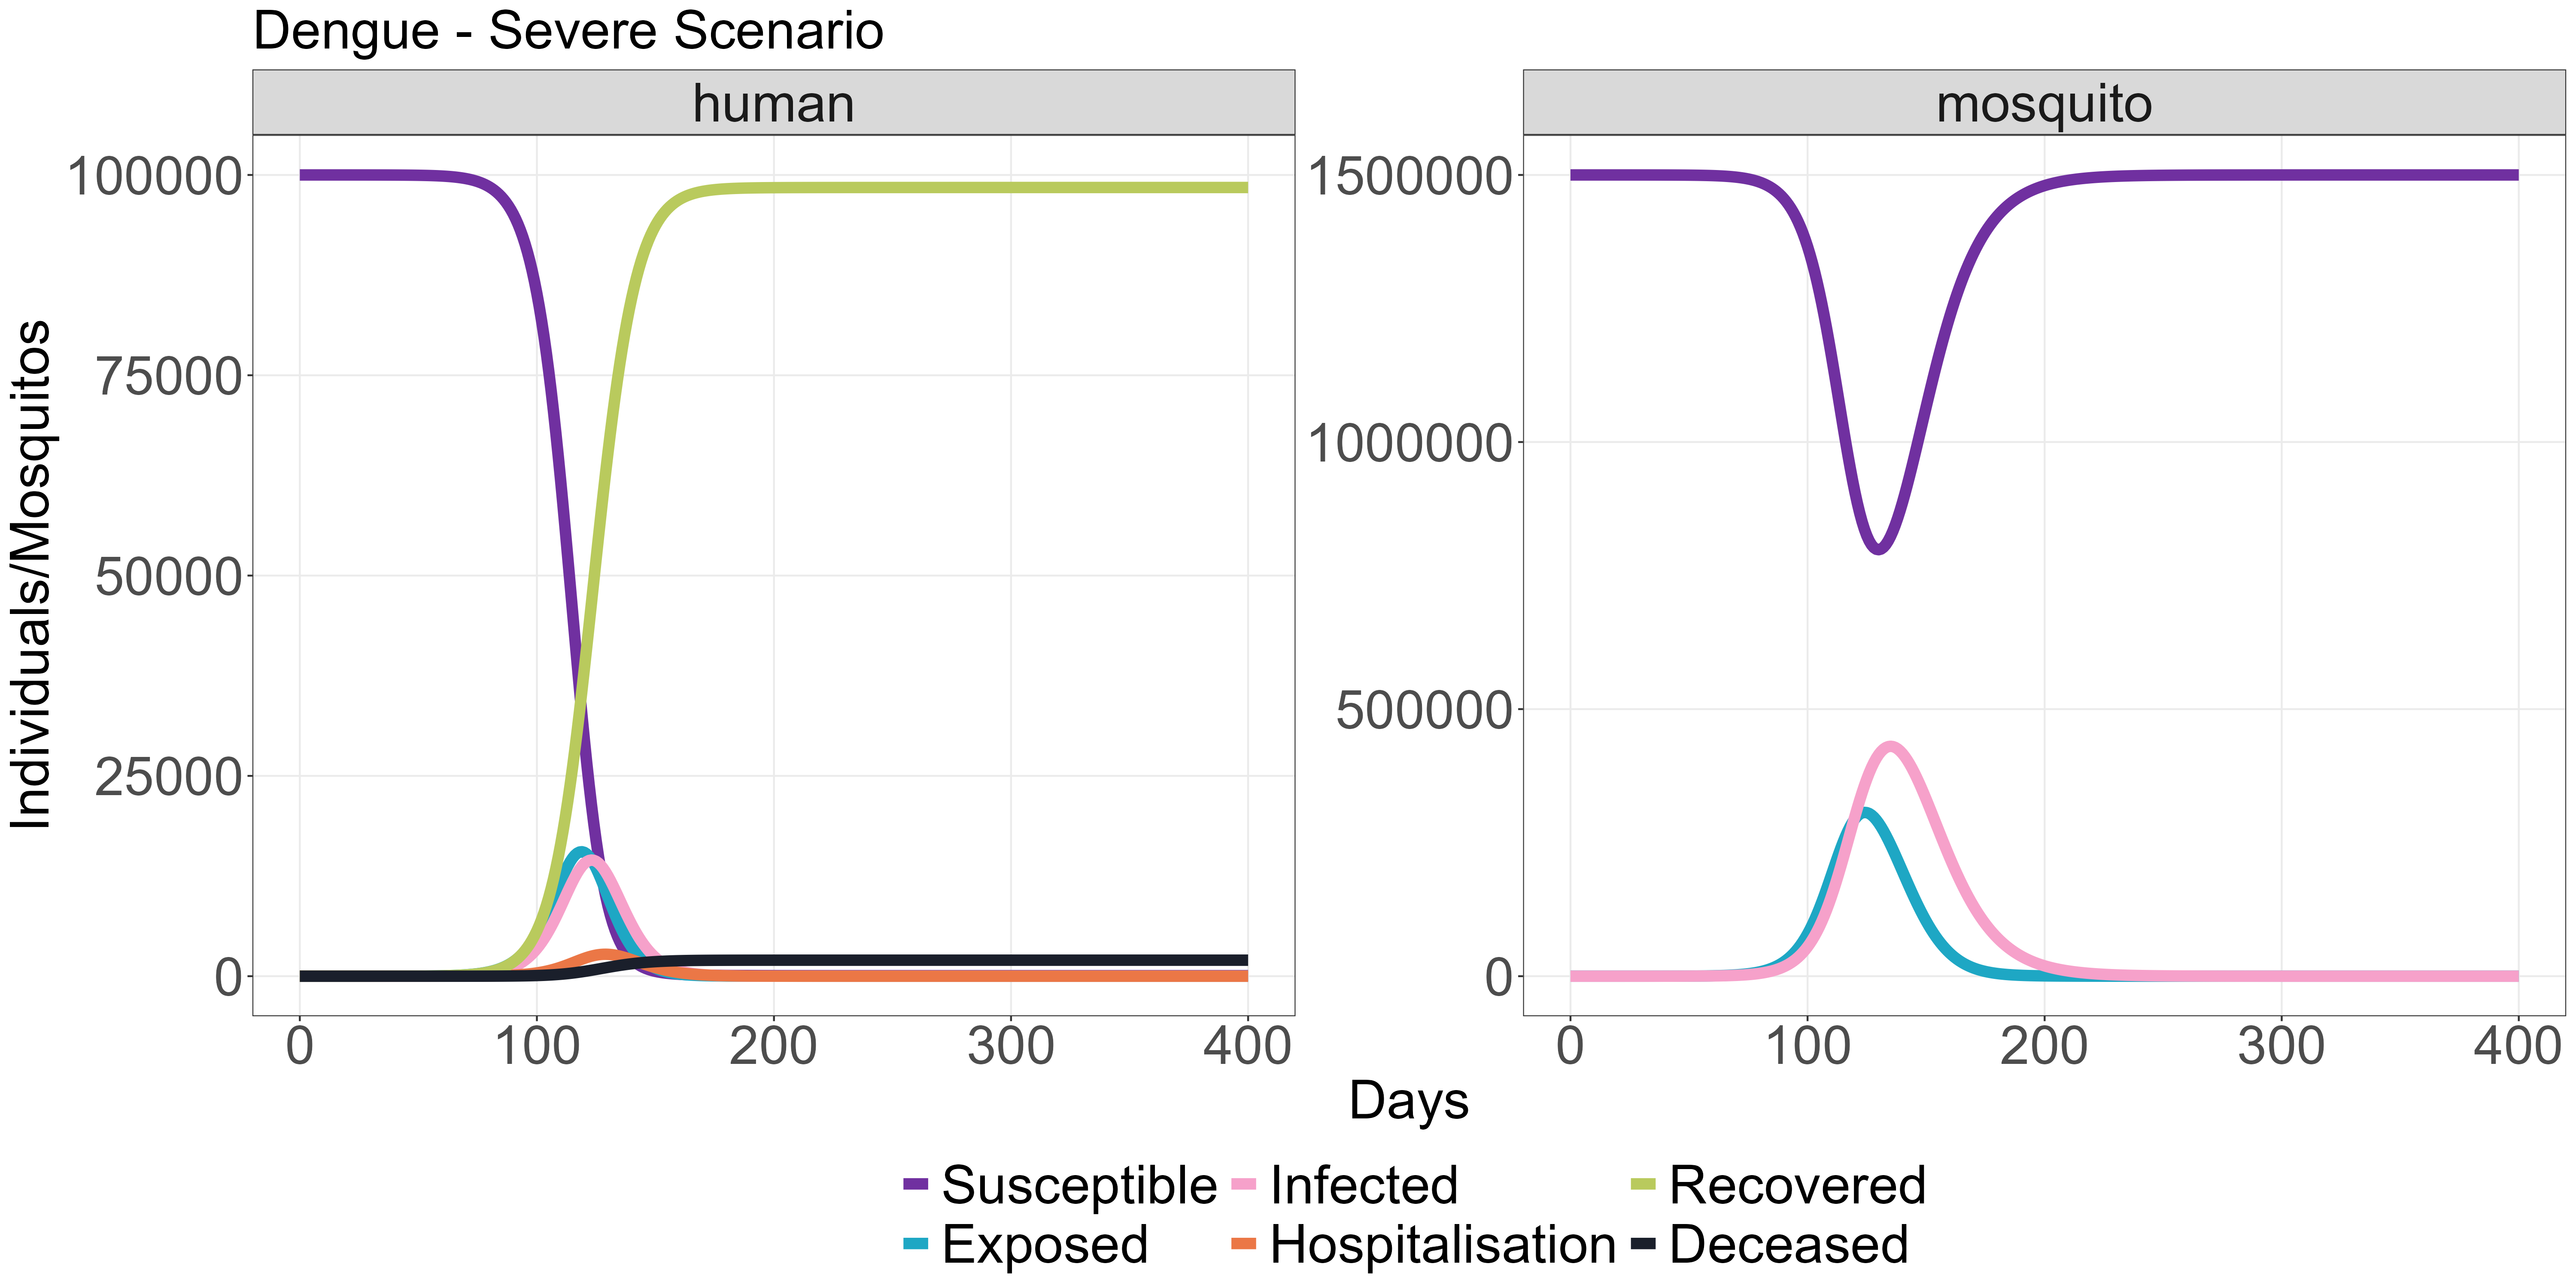 Dengue - Severe Scenario
human
mosquito
Individuals/Mosquitos
100000
75000
50000
25000
0
1500000
1000000
500000
0
0 100 200 300 400
0 100 200 300 400
Days
Susceptible Infected Recovered
Exposed Hospitalisation Deceased